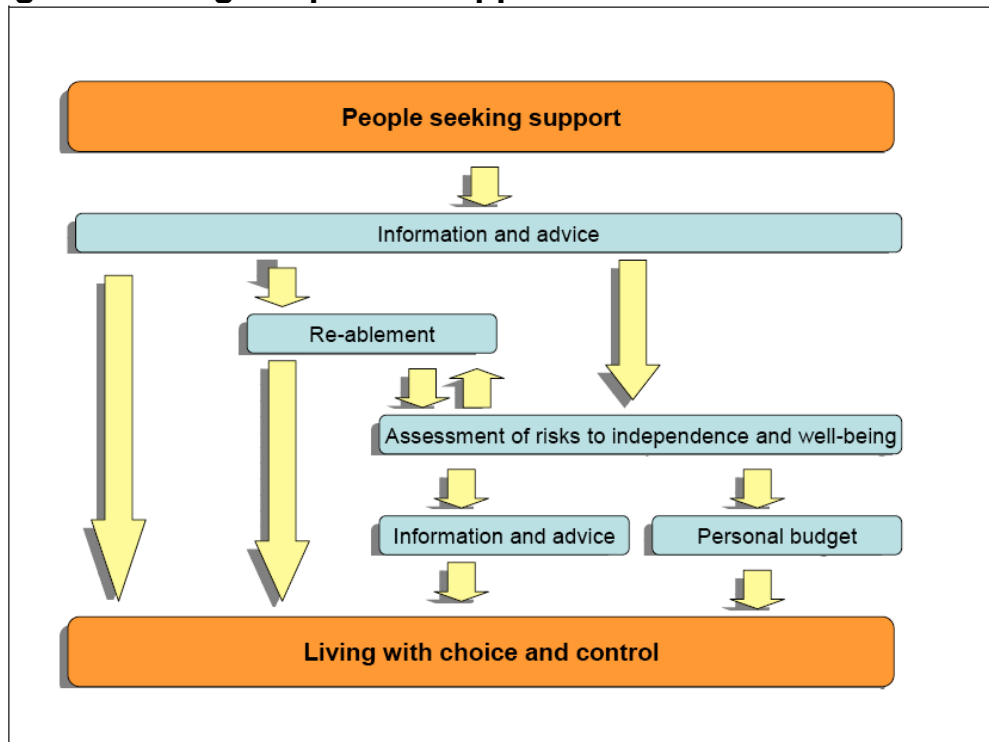 People seeking support
Information and advice
Re-ablement
Assessment of risks to independence and well-being
Information and advice
Personal budget
Living with choice and control